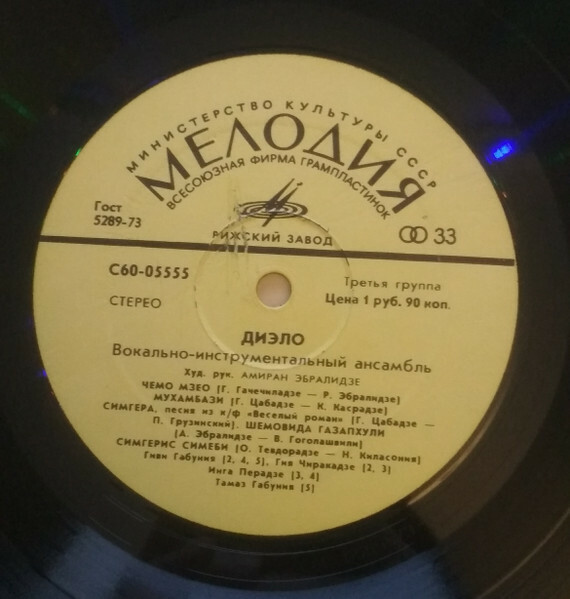 МИНИСТЕРСТВО КУЛЬТУРЫ СССР
МЕЛОДИЯ
ВСЕСОЮЗНАЯ ФИРМА ГРАМПЛАСТИНОК
Гост
5289-73
РИЖСКИЙ ЗАВОД
33
С60-05555
Третья группа
СТЕРЕО
Цена 1 руб. 90 коп.
ДИЭЛО
Вокально-инструментальный ансамбль
Худ. рук. АМИРАН ЭБРАЛИДЗЕ
ЧЕМО МЗЕО (Г. Гачечиладзе — Р. Эбралидзе)
МУХАМБАЗИ (Г. Цабадзе — К. Касрадзе)
СИМГЕРА, песня из к/ф «Веселый роман» (Г. Цабадзе —
П. Грузинский). ШЕМОВИДА ГАЗАПХУЛИ
(А. Эбралидзе — В. Гоголашвили)
СИМГЕРИС СИМЕБИ (О. Тевдорадзе — Н. Киласония)
Гиви Габуния (2, 4, 5), Гия Чиракадзе (2, 3)
Инга Перадзе (3, 4)
Тамаз Габуния (5)